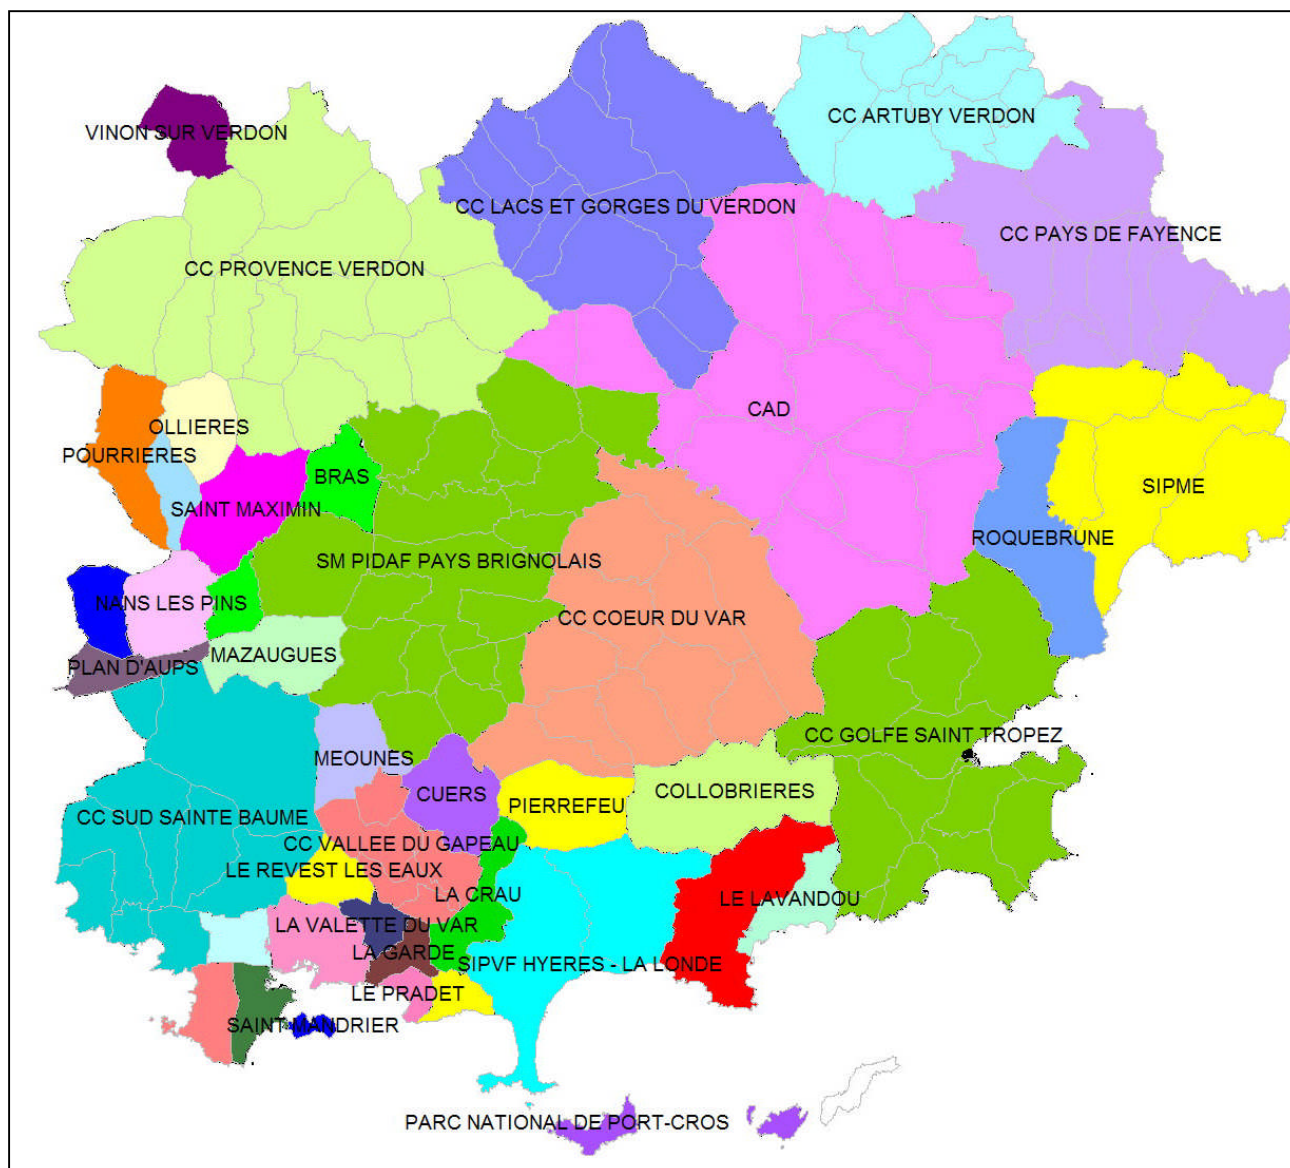 CC ARTUBY VERDON
VINON SUR VERDON
CC LACS ET GORGES DU VERDON
CC PAYS DE FAYENCE
CC PROVENCE VERDON
CAD
OLLIERES
POURRIERES
BRAS
SIPME
SAINT MAXIMIN
ROQUEBRUNE
SM PIDAF PAYS BRIGNOLAIS
NANS LES PINS
CC COEUR DU VAR
MAZAUGUES
PLAN D'AUPS
CC GOLFE SAINT TROPEZ
MEOUNES
COLLOBRIERES
CUERS
PIERREFEU
CC SUD SAINTE BAUME
CC VALLEE DU GAPEAU
LE REVEST LES EAUX
LA CRAU
LE LAVANDOU
LA VALETTE DU VAR
LA GARDE
SIPVF HYERES - LA LONDE
LE PRADET
SAINT MANDRIER
PARC NATIONAL DE PORT-CROS